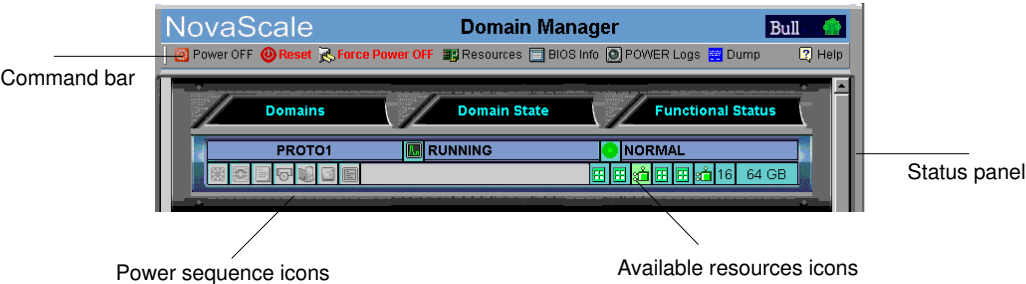 NovaScale Domain Manager Bull
Power OFF Reset Force Power OFF Resources BIOS Info POWER Logs Dump ? Help
Command bar
Domains Domain State Functional Status
PROTO1 RUNNING NORMAL
16 64 GB
Status panel
Power sequence icons
Available resources icons